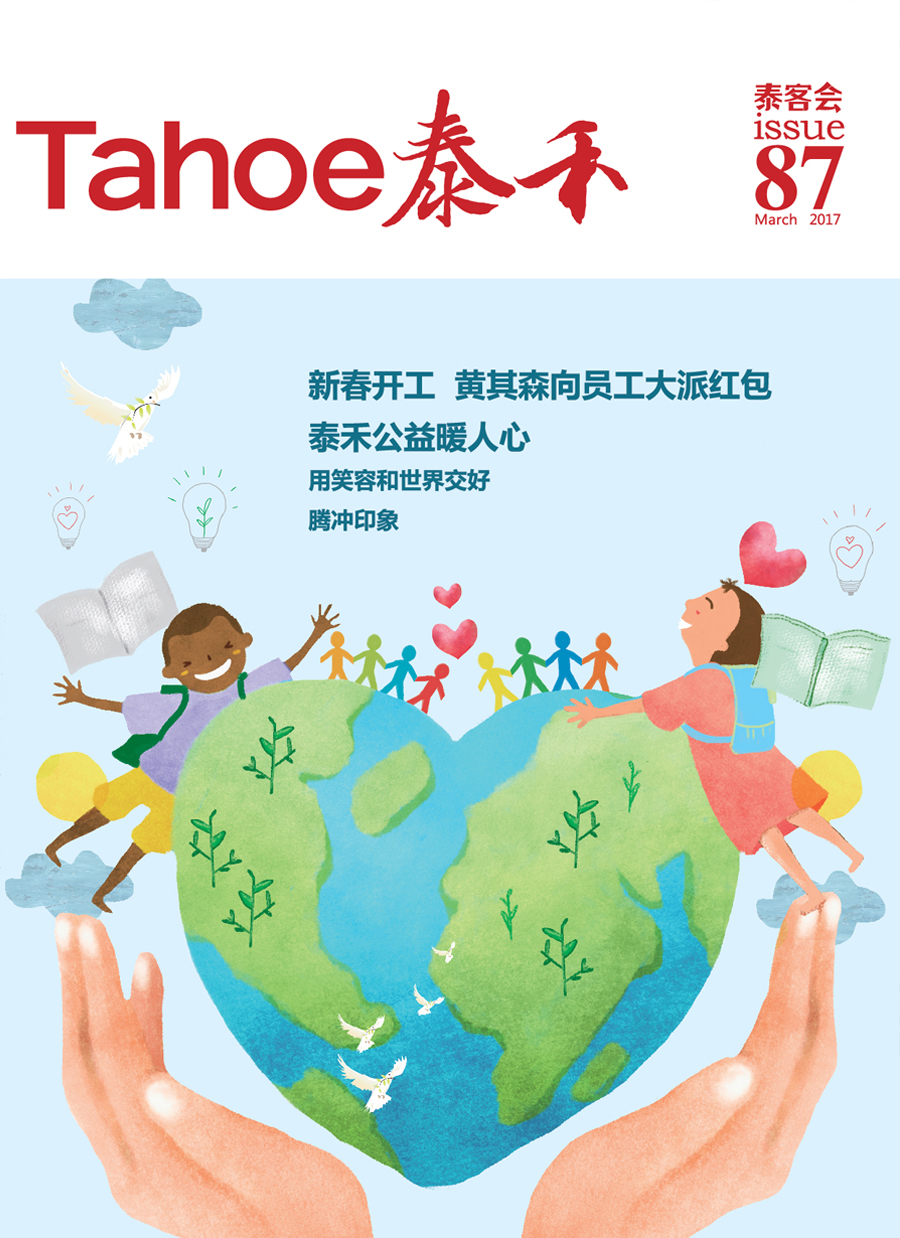 Tahoe泰禾
泰客会
issue
87
March 2017
新春开工 黄其森向员工大派红包
泰禾公益暖人心
用笑容和世界交好
腾冲印象